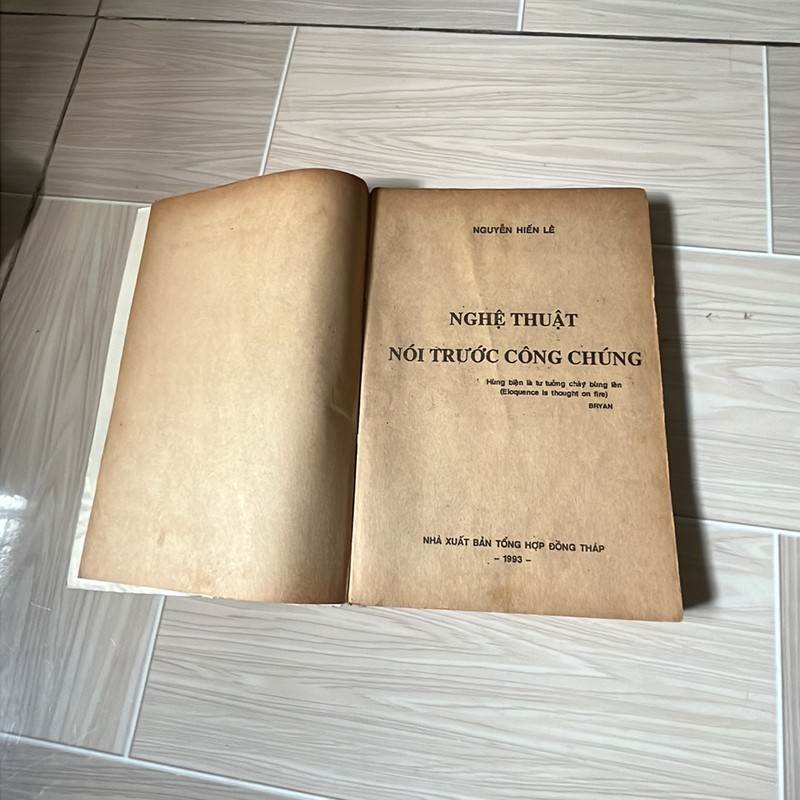 NGUYỄN HIẾN LÊ
NGHỆ THUẬT
NÓI TRƯỚC CÔNG CHÚNG
Hùng biện là tư tưởng cháy bùng lên
(Eloquence is thought on fire)
BRYAN
NHÀ XUẤT BẢN TỔNG HỢP ĐỒNG THÁP
– 1993 –